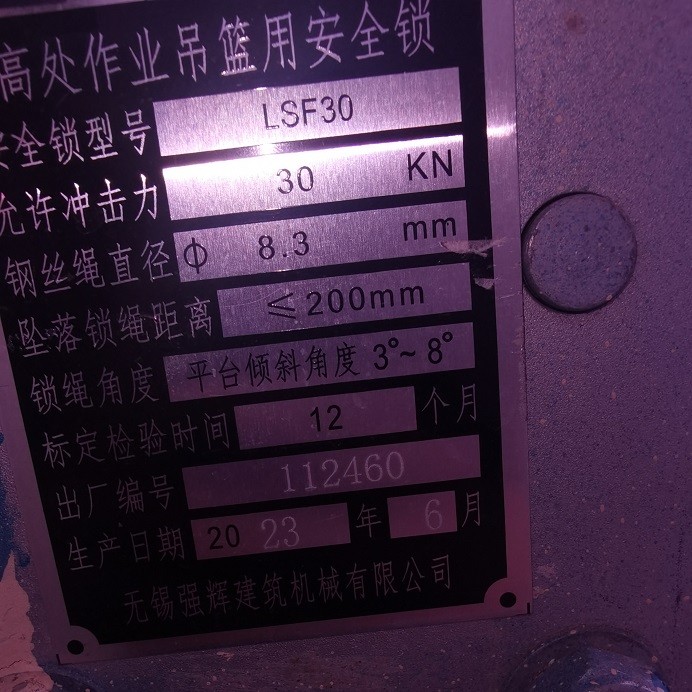 高处作业吊篮用安全锁
安全锁型号 LSF30
允许冲击力 30 KN
钢丝绳直径 ф 8.3 mm
坠落锁绳距离 ≤200mm
锁绳角度 平台倾斜角度 3°~8°
标定检验时间 12 个月
出厂编号 112460
生产日期 2023 年 6 月
无锡强辉建筑机械有限公司